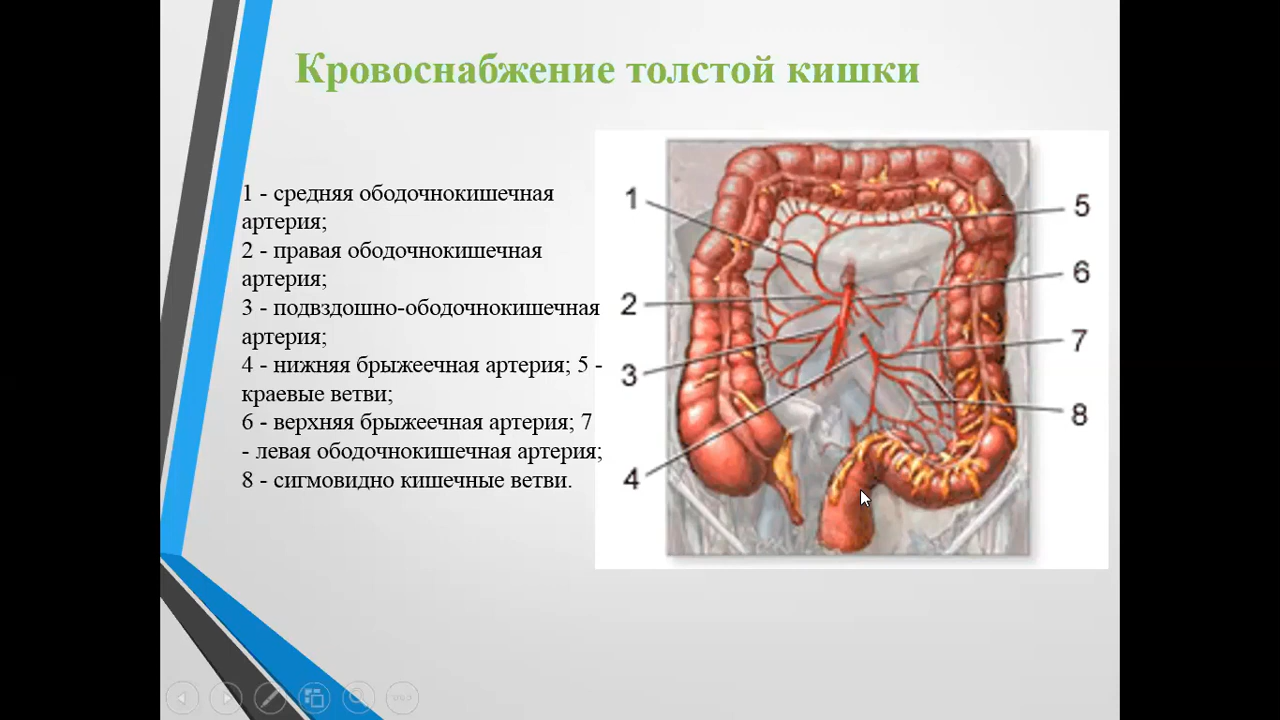 Кровоснабжение толстой кишки
1 - средняя ободочнокишечная
артерия;
2 - правая ободочнокишечная
артерия;
3 - подвздошно-ободочнокишечная
артерия;
4 - нижняя брыжеечная артерия; 5 -
краевые ветви;
6 - верхняя брыжеечная артерия; 7
- левая ободочнокишечная артерия;
8 - сигмовидно кишечные ветви.
1
2
3
4
5
6
7
8